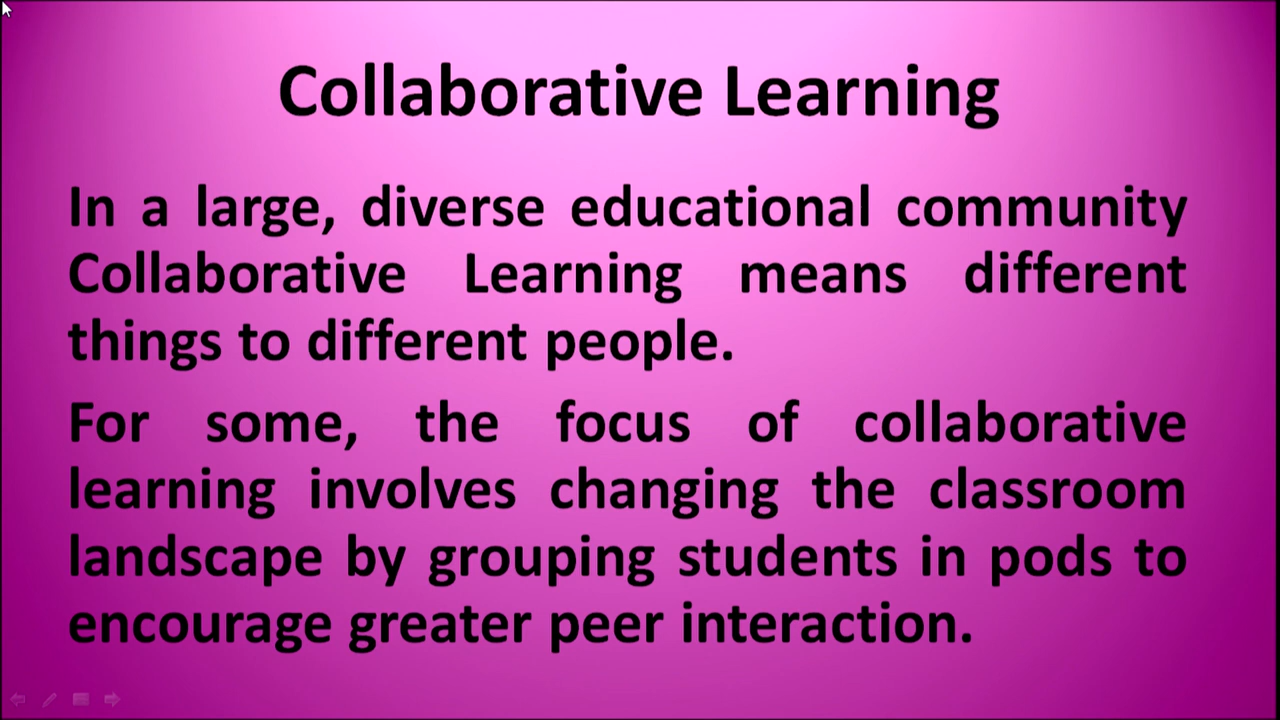 Collaborative Learning
In a large, diverse educational community
Collaborative Learning means different
things to different people.
For some, the focus of collaborative
learning involves changing the classroom
landscape by grouping students in pods to
encourage greater peer interaction.